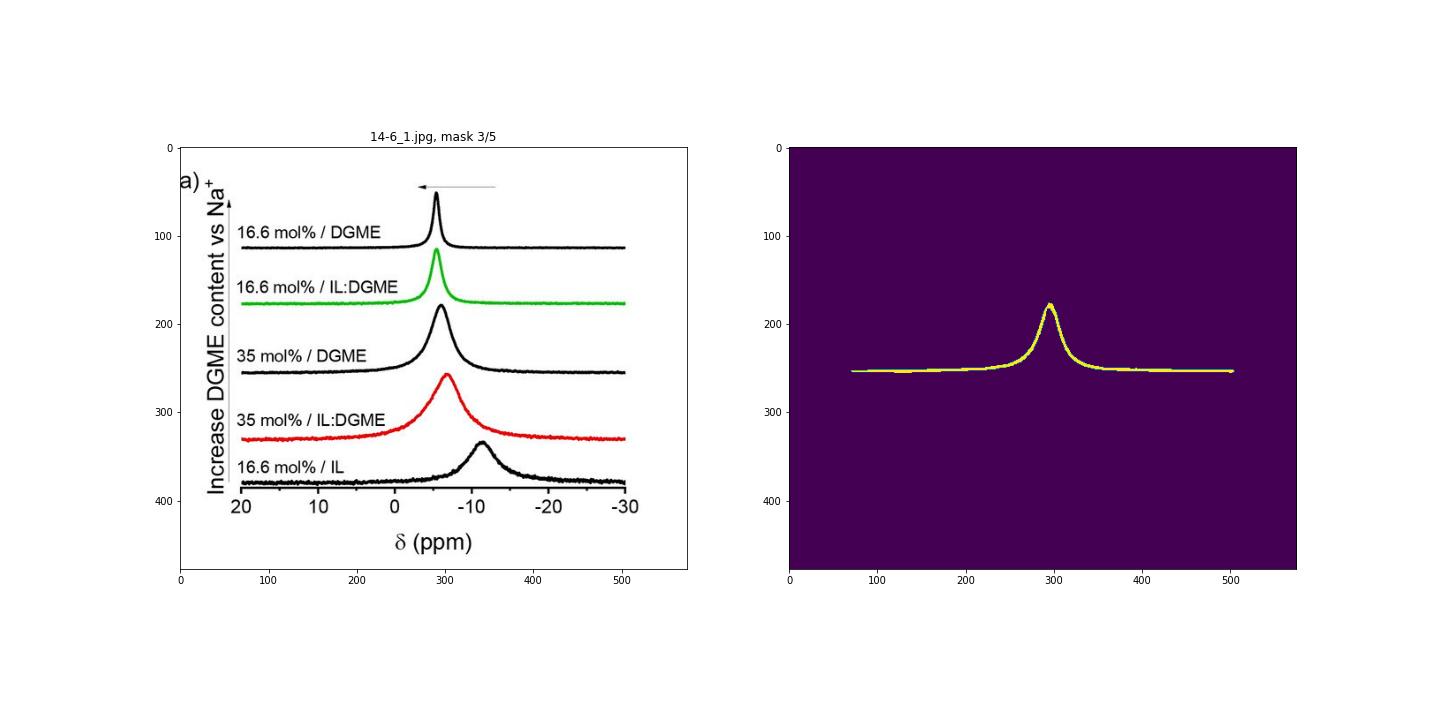 14-6_1.jpg, mask 3/5
a)
Increase DGME content vs Na+
16.6 mol% / DGME
16.6 mol% / IL:DGME
35 mol% / DGME
35 mol% / IL:DGME
16.6 mol% / IL
20 10 0 -10 -20 -30
δ (ppm)
0
100
200
300
400
0 100 200 300 400 500
0
100
200
300
400
0 100 200 300 400 500